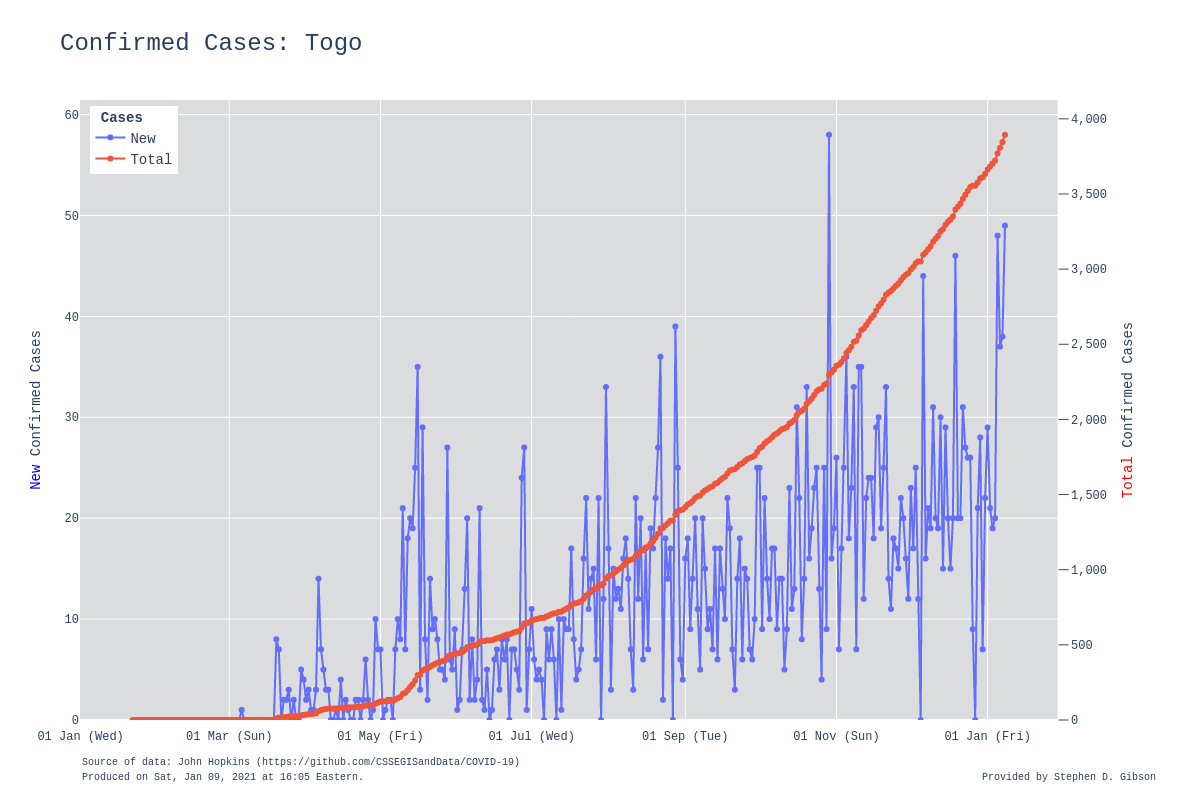 Confirmed Cases: Togo
Cases
New
Total
60
50
40
30
20
10
0
4,000
3,500
3,000
2,500
2,000
1,500
1,000
500
0
New Confirmed Cases
Total Confirmed Cases
01 Jan (Wed) 01 Mar (Sun) 01 May (Fri) 01 Jul (Wed) 01 Sep (Tue) 01 Nov (Sun) 01 Jan (Fri)
Source of data: John Hopkins (https://github.com/CSSEGISandData/COVID-19)
Produced on Sat, Jan 09, 2021 at 16:05 Eastern.
Provided by Stephen D. Gibson